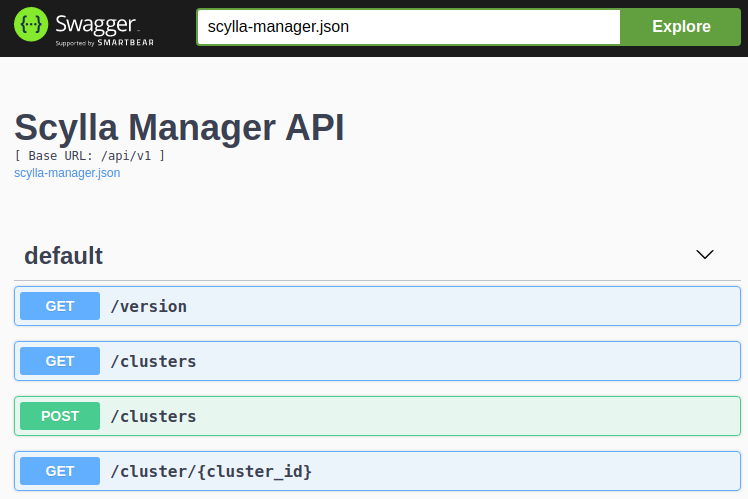 {···} Swagger.
Supported by SMARTBEAR
scylla-manager.json
Explore
Scylla Manager API
[ Base URL: /api/v1 ]
scylla-manager.json
default
GET /version
GET /clusters
POST /clusters
GET /cluster/{cluster_id}